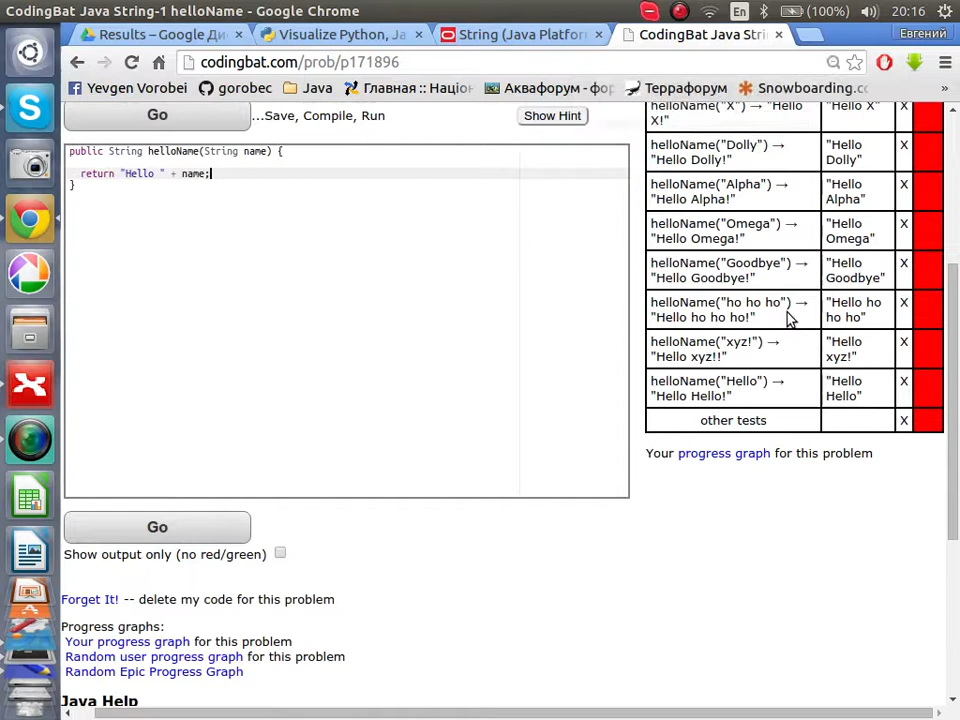 CodingBat Java String-1 helloName - Google Chrome
En (100%) 20:16
Results – Google Ди
Visualize Python, Ja
String (Java Platfor
CodingBat Java Stri
Евгений
codingbat.com/prob/p171896
Yevgen Vorobei
gorobec
Java
Главная :: Націо
Аквафорум - фор
Террафорум
Snowboarding.co
Go
...Save, Compile, Run
Show Hint
public String helloName(String name) {
return "Hello " + name;
}
helloName("X") → "Hello X!" "Hello X" X
helloName("Dolly") → "Hello Dolly!" "Hello Dolly" X
helloName("Alpha") → "Hello Alpha!" "Hello Alpha" X
helloName("Omega") → "Hello Omega!" "Hello Omega" X
helloName("Goodbye") → "Hello Goodbye!" "Hello Goodbye" X
helloName("ho ho ho") → "Hello ho ho ho!" "Hello ho ho ho" X
helloName("xyz!") → "Hello xyz!!" "Hello xyz!" X
helloName("Hello") → "Hello Hello!" "Hello Hello" X
other tests X
Your progress graph for this problem
Go
Show output only (no red/green)
Forget It! -- delete my code for this problem
Progress graphs:
Your progress graph for this problem
Random user progress graph for this problem
Random Epic Progress Graph
Java Help